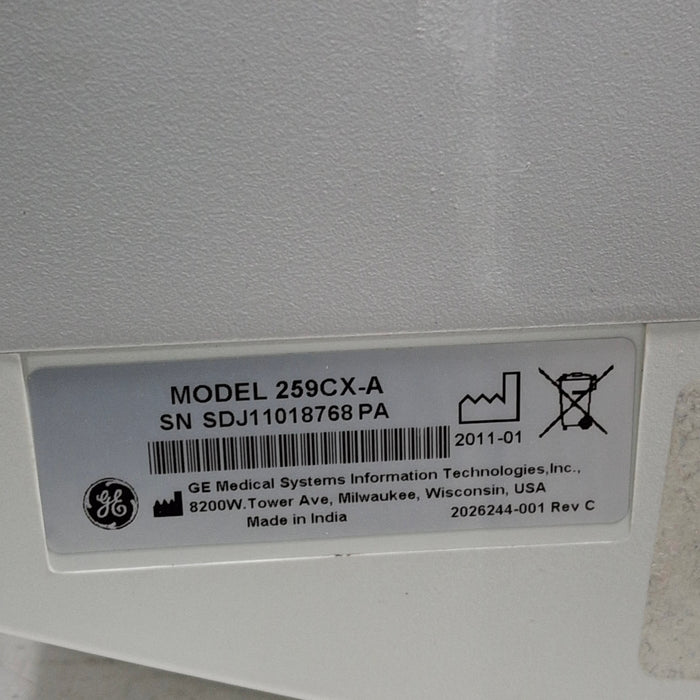 MODEL 259CX-A
SN SDJ11018768 PA
2011-01
GE Medical Systems Information Technologies,Inc.,
8200W.Tower Ave, Milwaukee, Wisconsin, USA
Made in India
2026244-001 Rev C
GE